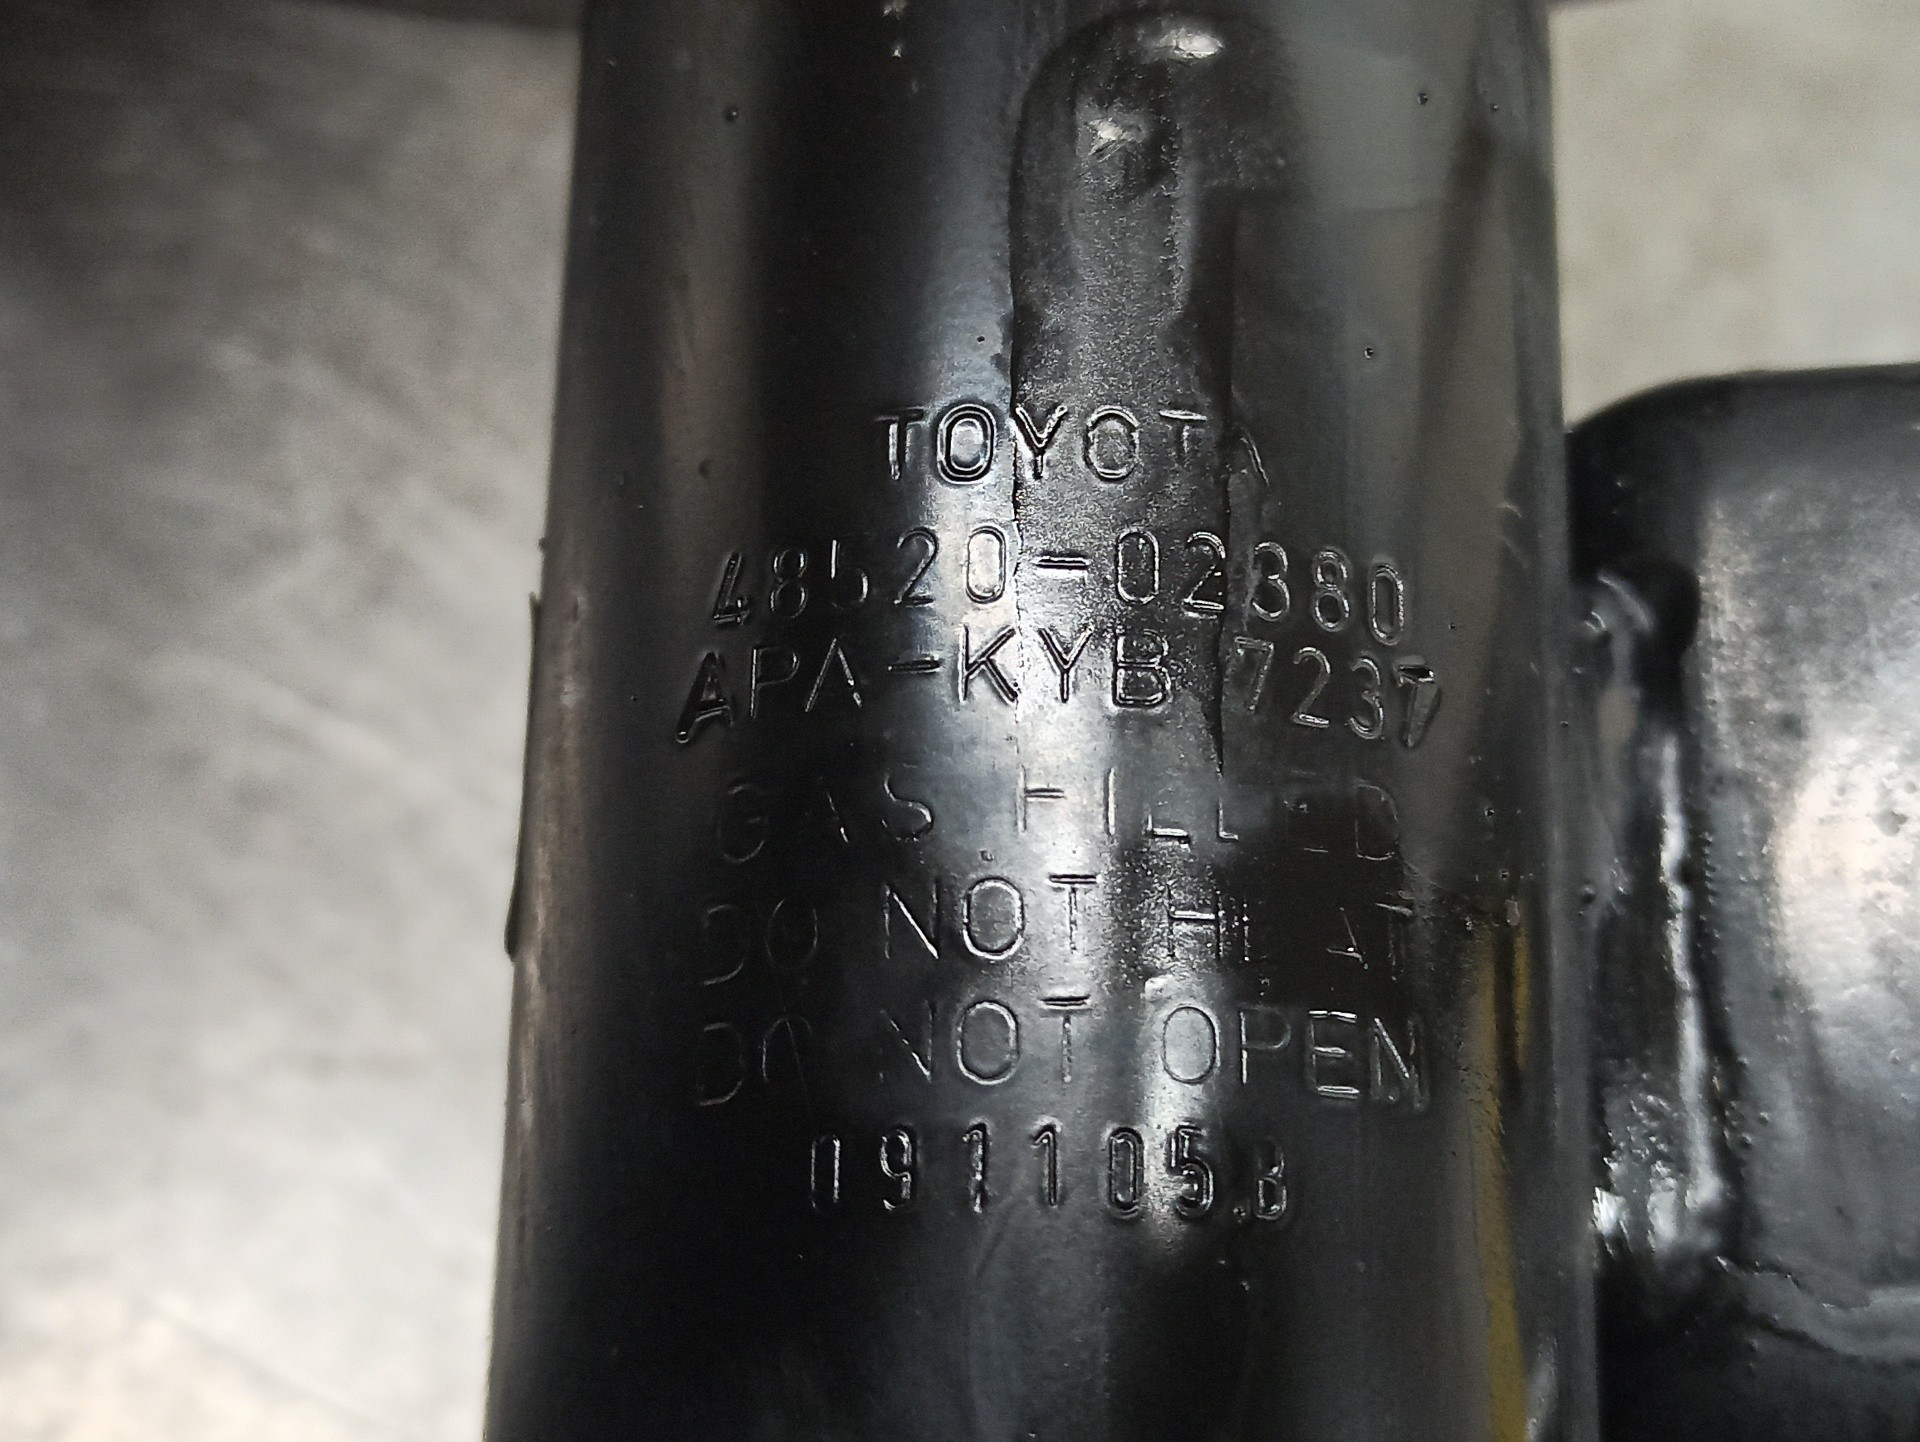 TOYOTA
48520-02380
APA-KYB 7237
GAS FILLED
DO NOT HEAT
DO NOT OPEN
091105.B